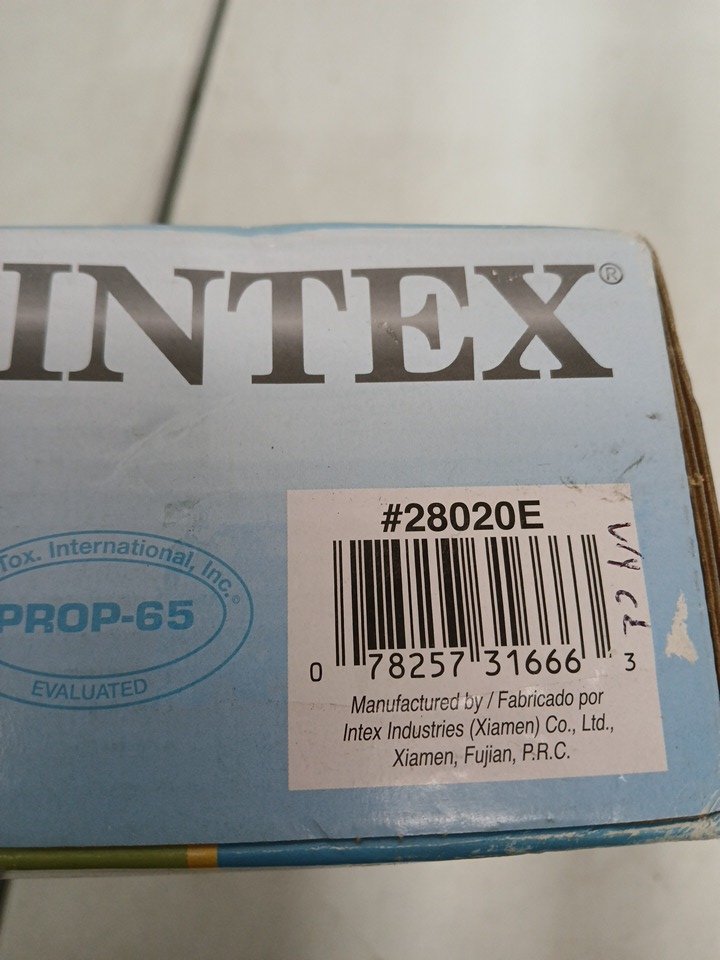 INTEX®
#28020E
Tox. International, Inc.©
PROP-65
EVALUATED
0 78257 31666 3
Manufactured by / Fabricado por
Intex Industries (Xiamen) Co., Ltd.,
Xiamen, Fujian, P.R.C.